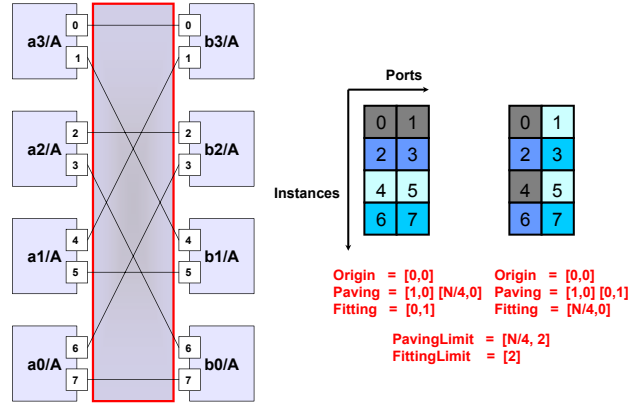 a3/A
0
1
0
1
b3/A
a2/A
2
3
2
3
b2/A
a1/A
4
5
4
5
b1/A
a0/A
6
7
6
7
b0/A
Ports
Instances
0 1
2 3
4 5
6 7
0 1
2 3
4 5
6 7
Origin = [0,0]
Paving = [1,0] [N/4,0]
Fitting = [0,1]
Origin = [0,0]
Paving = [1,0] [0,1]
Fitting = [N/4,0]
PavingLimit = [N/4, 2]
FittingLimit = [2]